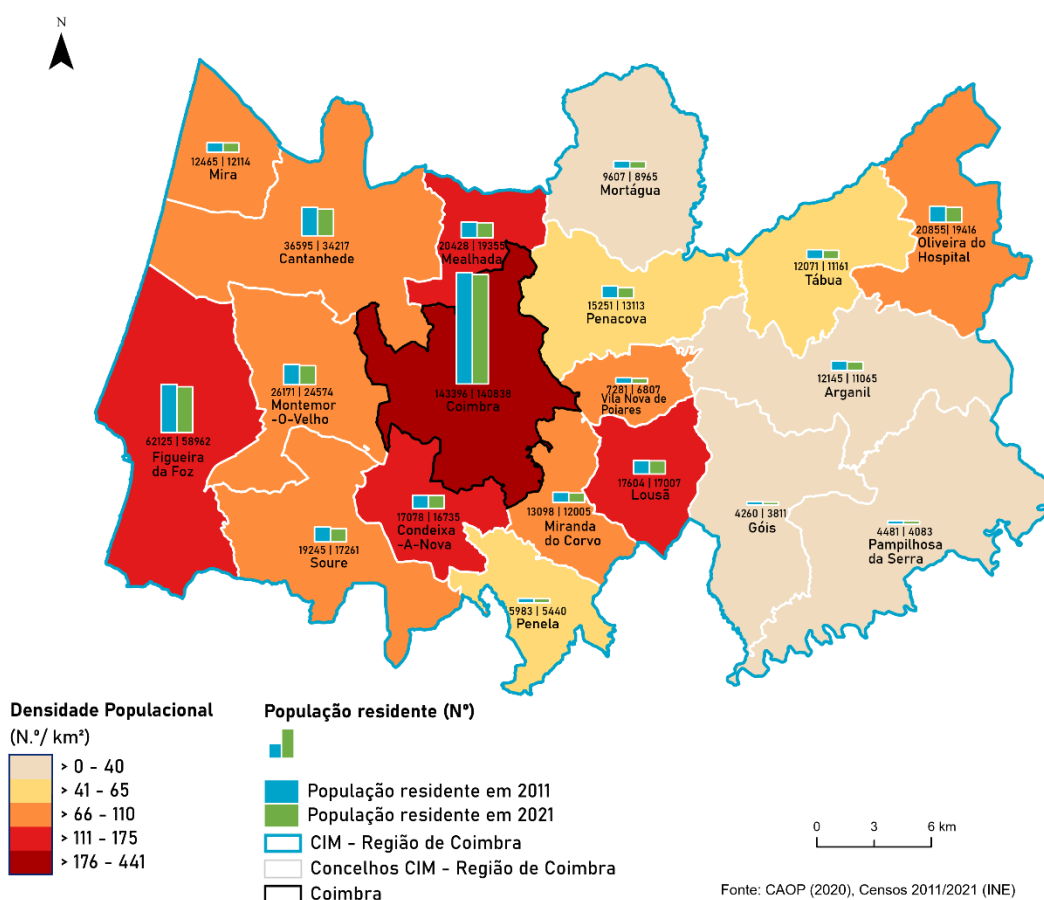 N
12465 | 12114
Mira
36595 | 34217
Cantanhede
20428 | 19355
Mealhada
9607 | 8965
Mortágua
20855| 19416
Oliveira do
Hospital
12071 | 11161
Tábua
15251 | 13113
Penacova
143396 | 140838
Coimbra
26171 | 24574
Montemor
-O-Velho
62125 | 58962
Figueira
da Foz
7281 | 6807
Vila Nova de
Poiares
12145 | 11065
Arganil
17604 | 17007
Lousã
17078 | 16735
Condeixa
-A-Nova
13098 | 12005
Miranda
do Corvo
4260 | 3811
Góis
4481 | 4083
Pampilhosa
da Serra
19245 | 17261
Soure
5983 | 5440
Penela
Densidade Populacional
(N.º/ km²)
> 0 - 40
> 41 - 65
> 66 - 110
> 111 - 175
> 176 - 441
População residente (Nº)
População residente em 2011
População residente em 2021
CIM - Região de Coimbra
Concelhos CIM - Região de Coimbra
Coimbra
0 3 6 km
Fonte: CAOP (2020), Censos 2011/2021 (INE)